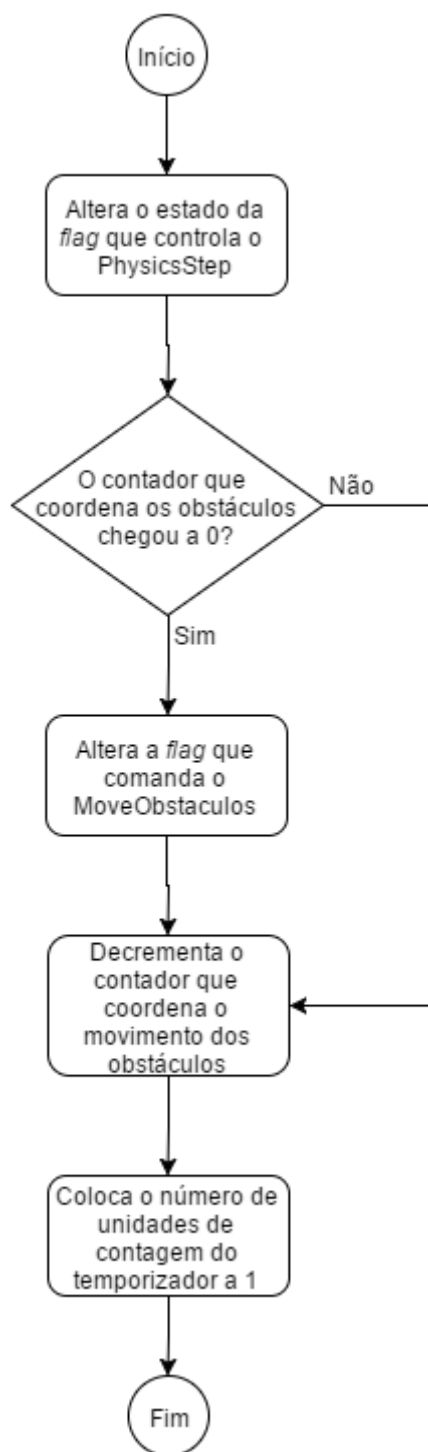 Início
Altera o estado da
flag que controla o
PhysicsStep
O contador que
coordena os obstáculos
chegou a 0?
Não
Sim
Altera a flag que
comanda o
MoveObstaculos
Decrementa o
contador que
coordena o
movimento dos
obstáculos
Coloca o número de
unidades de
contagem do
temporizador a 1
Fim